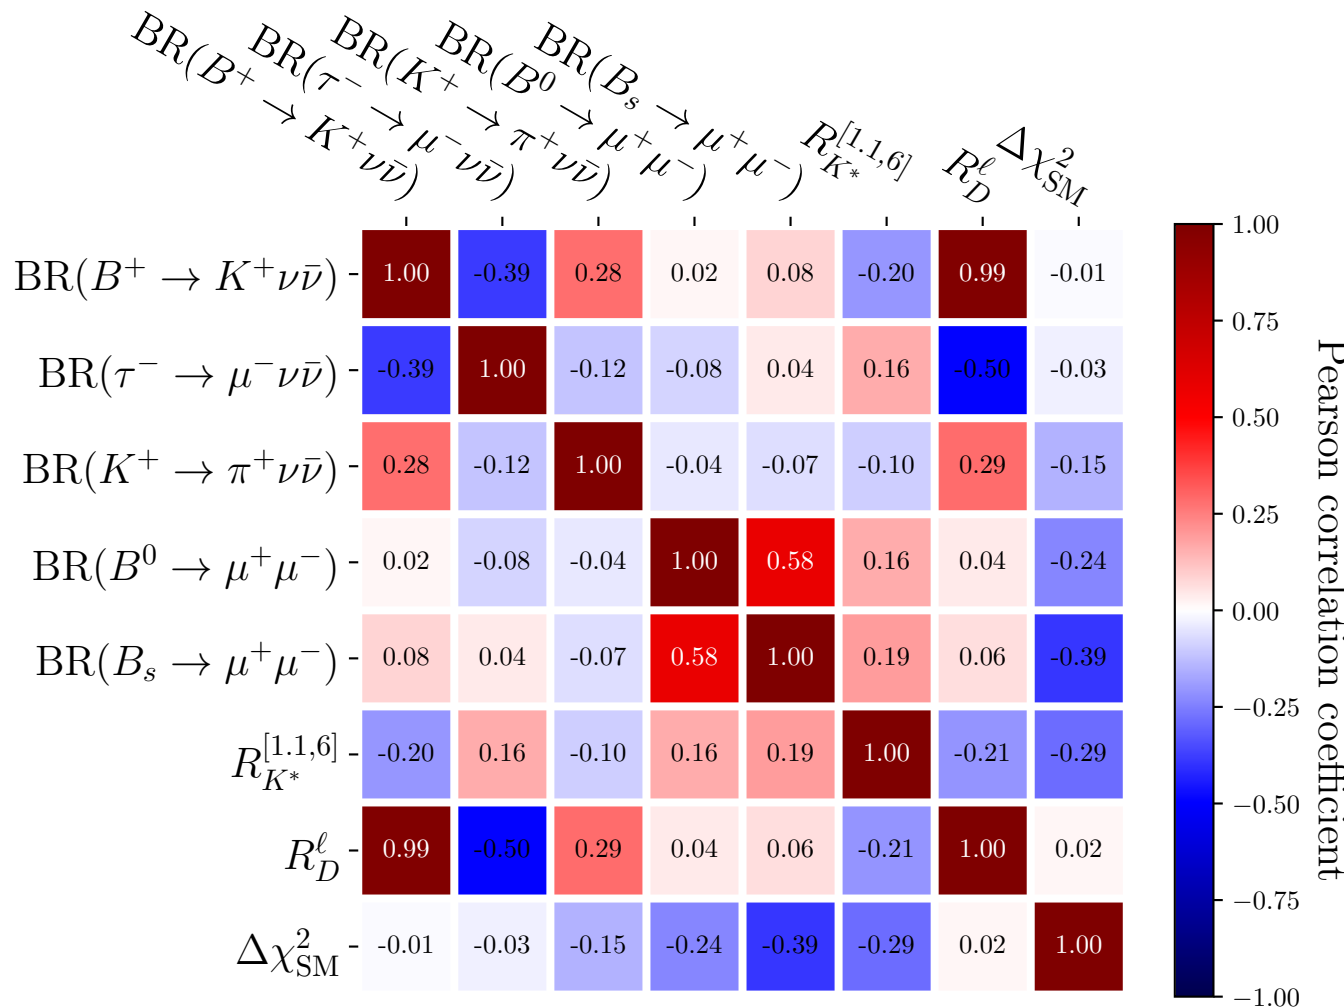 BR(B⁺ → K⁺νν̄)
BR(τ⁻ → μ⁻νν̄)
BR(K⁺ → π⁺νν̄)
BR(B⁰ → μ⁺μ⁻)
BR(Bₛ → μ⁺μ⁻)
R_{K*}^{[1.1,6]}
R_D^ℓ
Δχ²_SM
BR(B⁺ → K⁺νν̄) 1.00 -0.39 0.28 0.02 0.08 -0.20 0.99 -0.01
BR(τ⁻ → μ⁻νν̄) -0.39 1.00 -0.12 -0.08 0.04 0.16 -0.50 -0.03
BR(K⁺ → π⁺νν̄) 0.28 -0.12 1.00 -0.04 -0.07 -0.10 0.29 -0.15
BR(B⁰ → μ⁺μ⁻) 0.02 -0.08 -0.04 1.00 0.58 0.16 0.04 -0.24
BR(Bₛ → μ⁺μ⁻) 0.08 0.04 -0.07 0.58 1.00 0.19 0.06 -0.39
R_{K*}^{[1.1,6]} -0.20 0.16 -0.10 0.16 0.19 1.00 -0.21 -0.29
R_D^ℓ 0.99 -0.50 0.29 0.04 0.06 -0.21 1.00 0.02
Δχ²_SM -0.01 -0.03 -0.15 -0.24 -0.39 -0.29 0.02 1.00
1.00
0.75
0.50
0.25
0.00
−0.25
−0.50
−0.75
−1.00
Pearson correlation coefficient